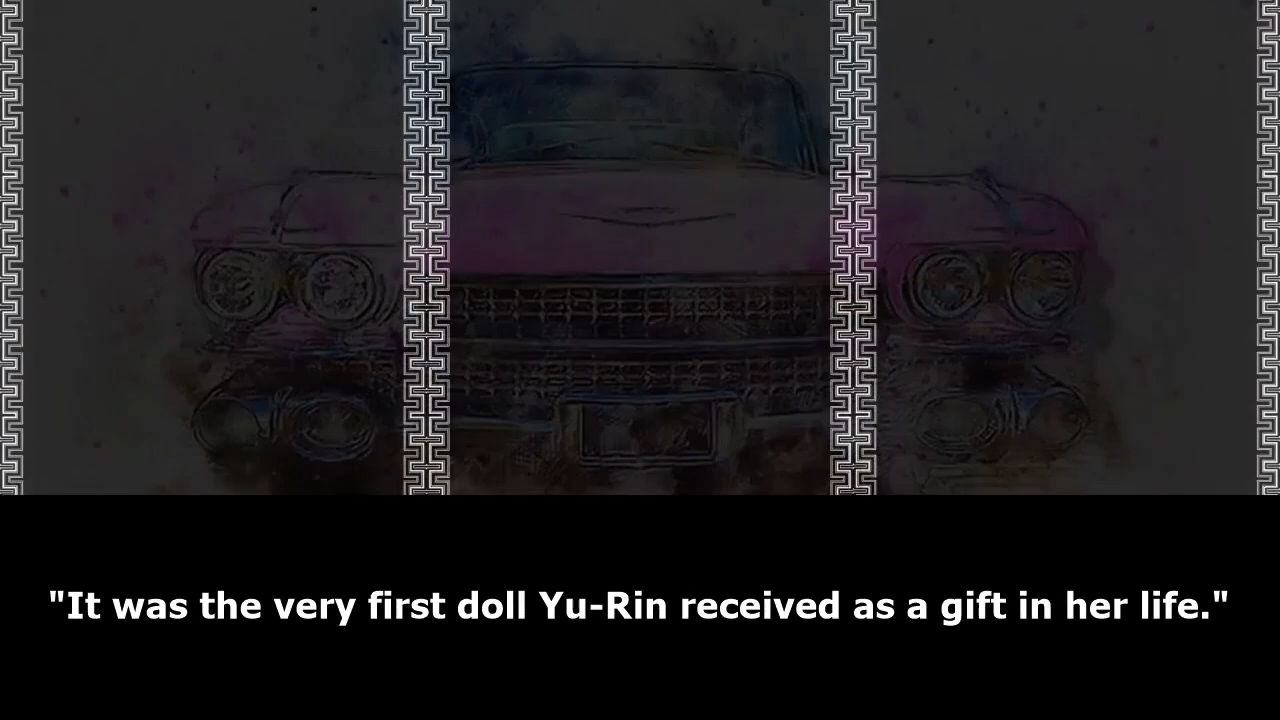 "It was the very first doll Yu-Rin received as a gift in her life."